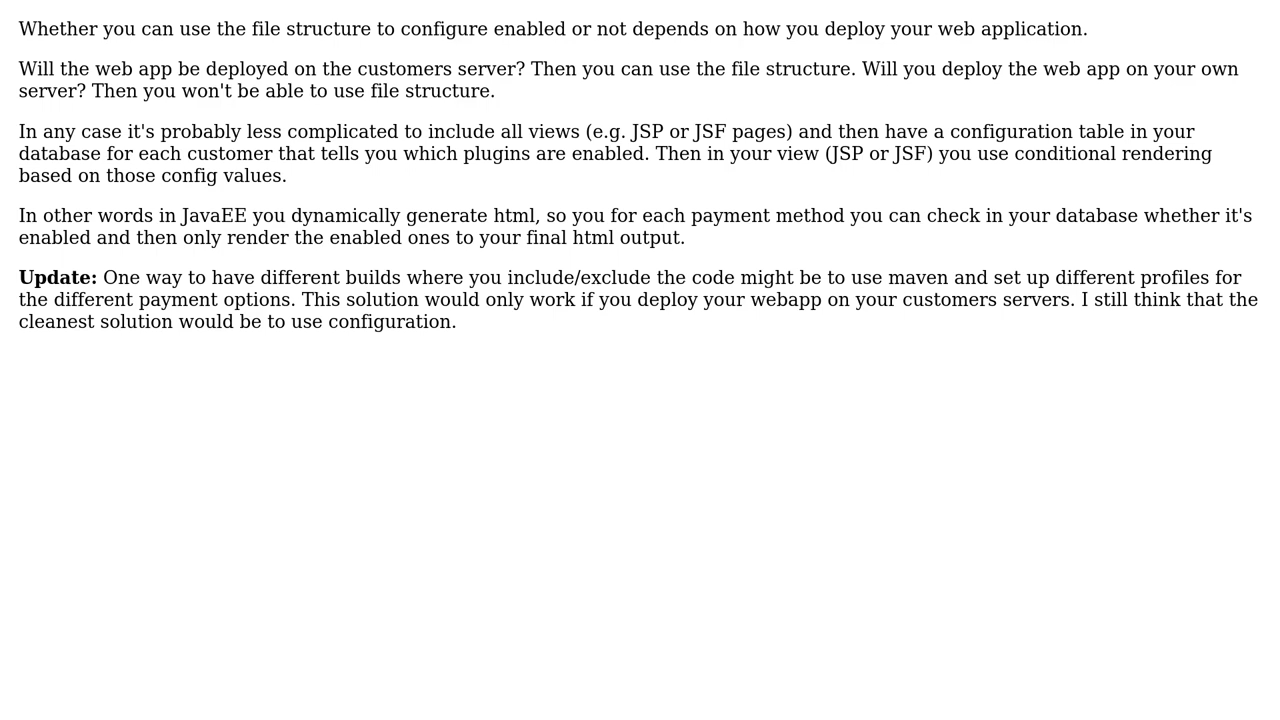 Whether you can use the file structure to configure enabled or not depends on how you deploy your web application.
Will the web app be deployed on the customers server? Then you can use the file structure. Will you deploy the web app on your own
server? Then you won't be able to use file structure.
In any case it's probably less complicated to include all views (e.g. JSP or JSF pages) and then have a configuration table in your
database for each customer that tells you which plugins are enabled. Then in your view (JSP or JSF) you use conditional rendering
based on those config values.
In other words in JavaEE you dynamically generate html, so you for each payment method you can check in your database whether it's
enabled and then only render the enabled ones to your final html output.
Update: One way to have different builds where you include/exclude the code might be to use maven and set up different profiles for
the different payment options. This solution would only work if you deploy your webapp on your customers servers. I still think that the
cleanest solution would be to use configuration.